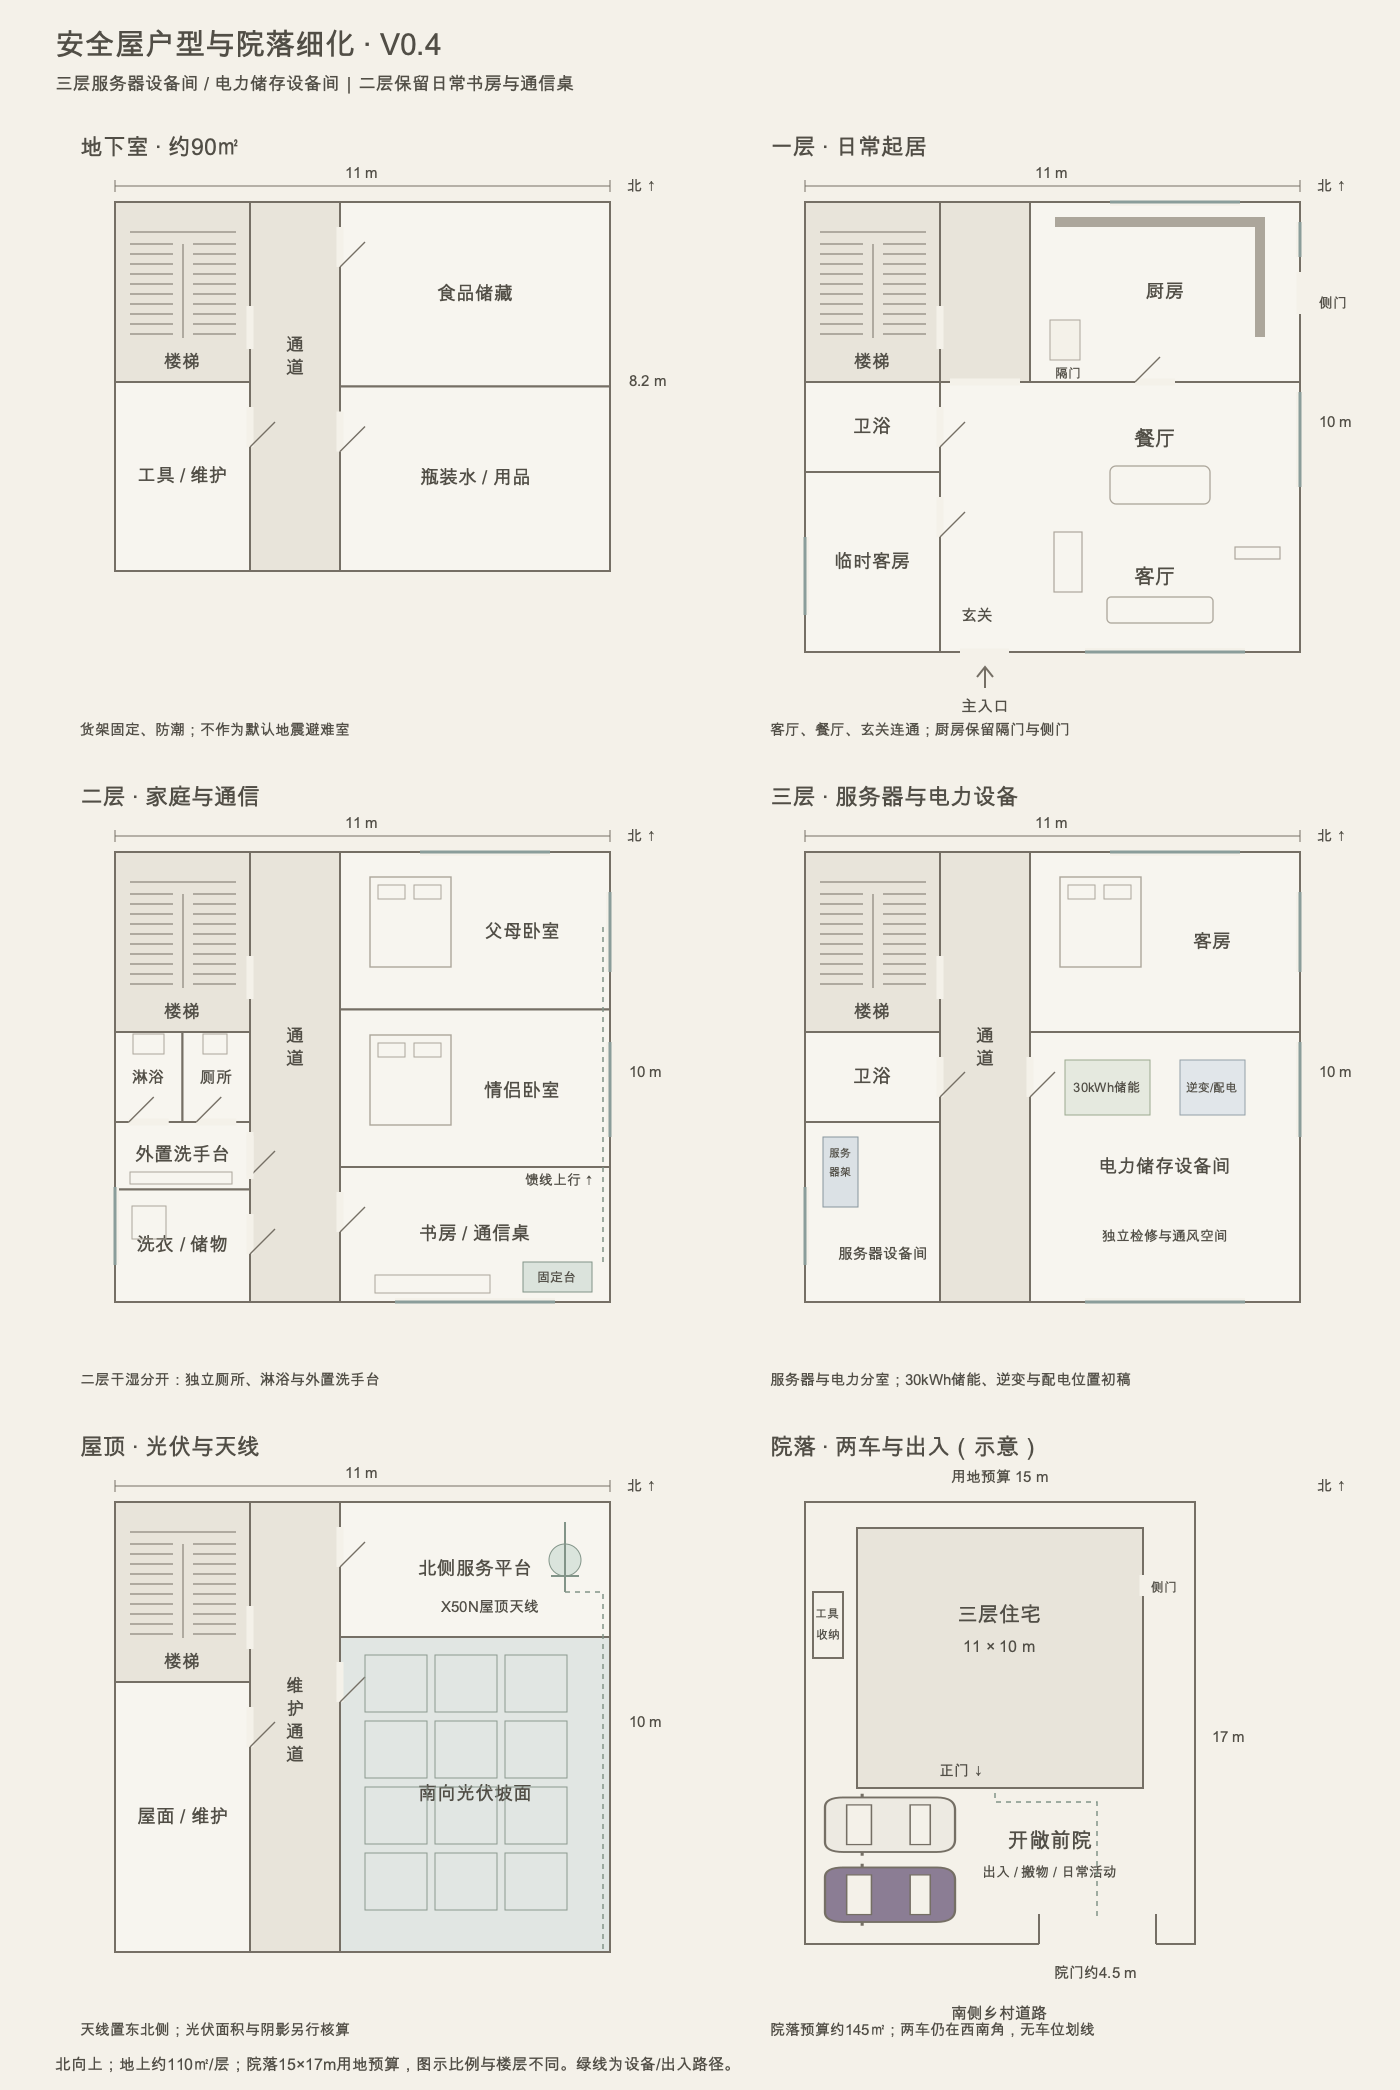 安全屋户型与院落细化 · V0.4
三层服务器设备间 / 电力储存设备间 | 二层保留日常书房与通信桌
地下室 · 约90㎡
11 m
北 ↑
楼梯
通
道
食品储藏
8.2 m
工具 / 维护
瓶装水 / 用品
货架固定、防潮；不作为默认地震避难室
一层 · 日常起居
11 m
北 ↑
厨房
侧门
楼梯
隔门
卫浴
餐厅
10 m
临时客房
客厅
玄关
主入口
客厅、餐厅、玄关连通；厨房保留隔门与侧门
二层 · 家庭与通信
11 m
北 ↑
父母卧室
楼梯
通
道
淋浴
厕所
情侣卧室
10 m
外置洗手台
馈线上行 ↑
洗衣 / 储物
书房 / 通信桌
固定台
二层干湿分开：独立厕所、淋浴与外置洗手台
三层 · 服务器与电力设备
11 m
北 ↑
客房
楼梯
通
道
卫浴
30kWh储能
逆变/配电
10 m
服务
器架
电力储存设备间
独立检修与通风空间
服务器设备间
服务器与电力分室；30kWh储能、逆变与配电位置初稿
屋顶 · 光伏与天线
11 m
北 ↑
北侧服务平台
X50N屋顶天线
楼梯
维
护
通
道
10 m
南向光伏坡面
屋面 / 维护
天线置东北侧；光伏面积与阴影另行核算
院落 · 两车与出入（示意）
用地预算 15 m
北 ↑
侧门
工具
收纳
三层住宅
11 × 10 m
17 m
正门 ↓
开敞前院
出入 / 搬物 / 日常活动
院门约4.5 m
南侧乡村道路
院落预算约145㎡；两车仍在西南角，无车位划线
北向上；地上约110㎡/层；院落15×17m用地预算，图示比例与楼层不同。绿线为设备/出入路径。